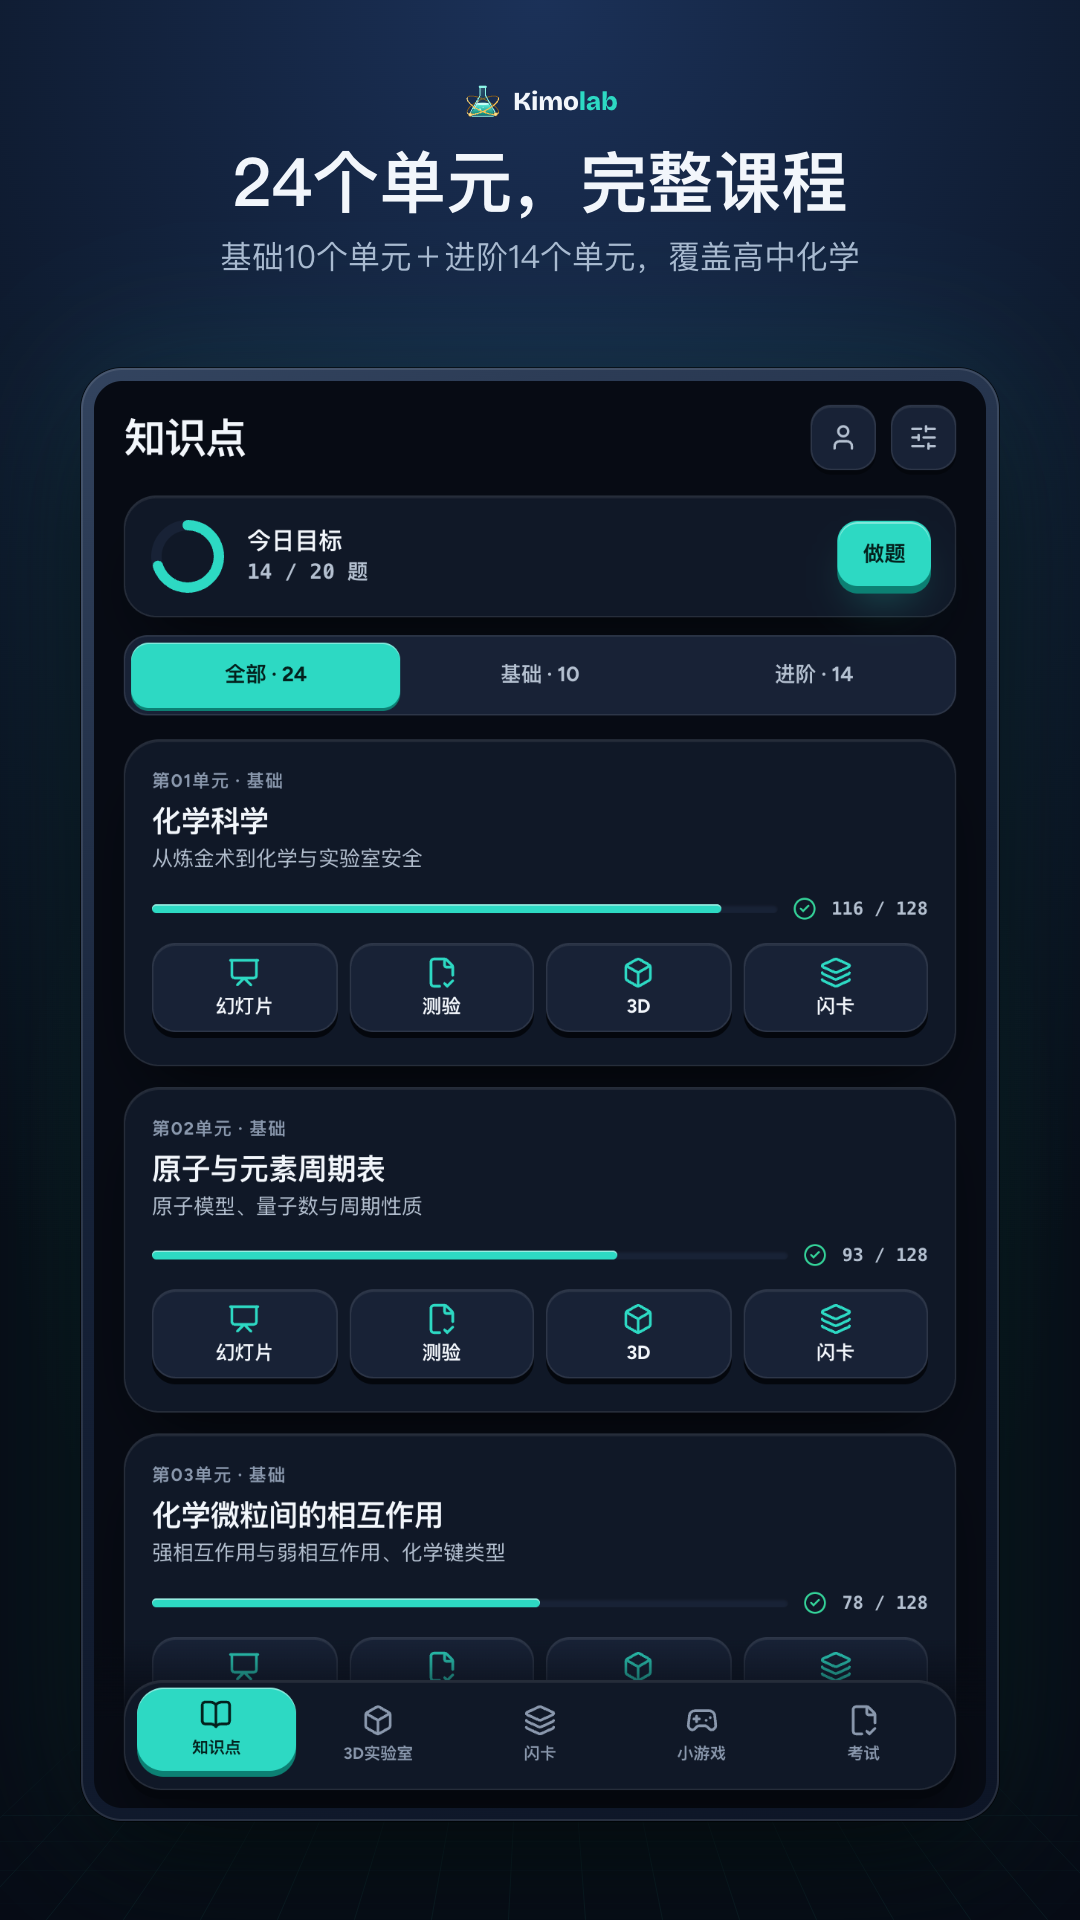 Kimolab
24个单元，完整课程
基础10个单元＋进阶14个单元，覆盖高中化学
知识点
今日目标
14 / 20 题
做题
全部 · 24
基础 · 10
进阶 · 14
第01单元 · 基础
化学科学
从炼金术到化学与实验室安全
116 / 128
幻灯片
测验
3D
闪卡
第02单元 · 基础
原子与元素周期表
原子模型、量子数与周期性质
93 / 128
幻灯片
测验
3D
闪卡
第03单元 · 基础
化学微粒间的相互作用
强相互作用与弱相互作用、化学键类型
78 / 128
知识点
3D实验室
闪卡
小游戏
考试